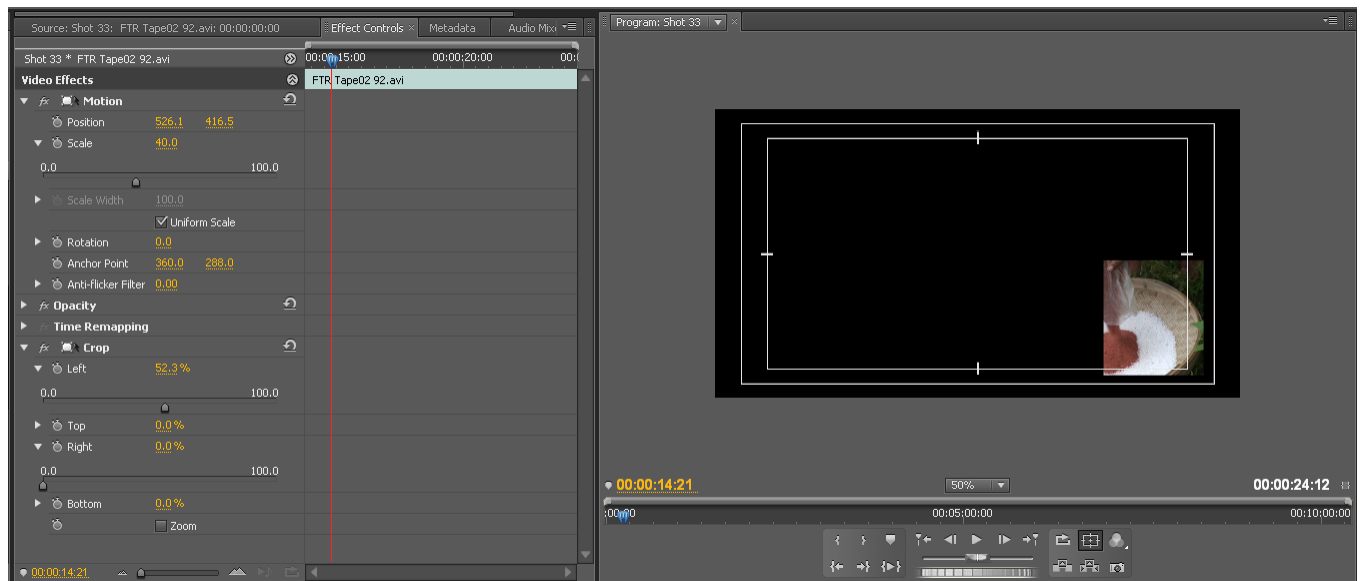 Source: Shot 33: FTR Tape02 92.avi: 00:00:00:00
Effect Controls ×
Metadata
Audio Mix
Shot 33 * FTR Tape02 92.avi
00:00:15:00 00:00:20:00 00:
Video Effects
FTR Tape02 92.avi
fx Motion
Position 526.1 416.5
Scale 40.0
0.0 100.0
Scale Width 100.0
Uniform Scale
Rotation 0.0
Anchor Point 360.0 288.0
Anti-flicker Filter 0.00
fx Opacity
Time Remapping
fx Crop
Left 52.3 %
0.0 100.0
Top 0.0 %
Right 0.0 %
0.0 100.0
Bottom 0.0 %
Zoom
00:00:14:21
Program: Shot 33 ×
00:00:14:21 50% 00:00:24:12
:00:00 00:05:00:00 00:10:00:00